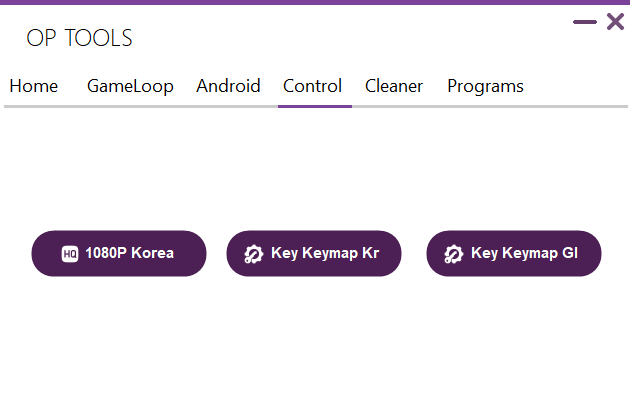 OP TOOLS
Home GameLoop Android Control Cleaner Programs
HQ 1080P Korea Key Keymap Kr Key Keymap Gl